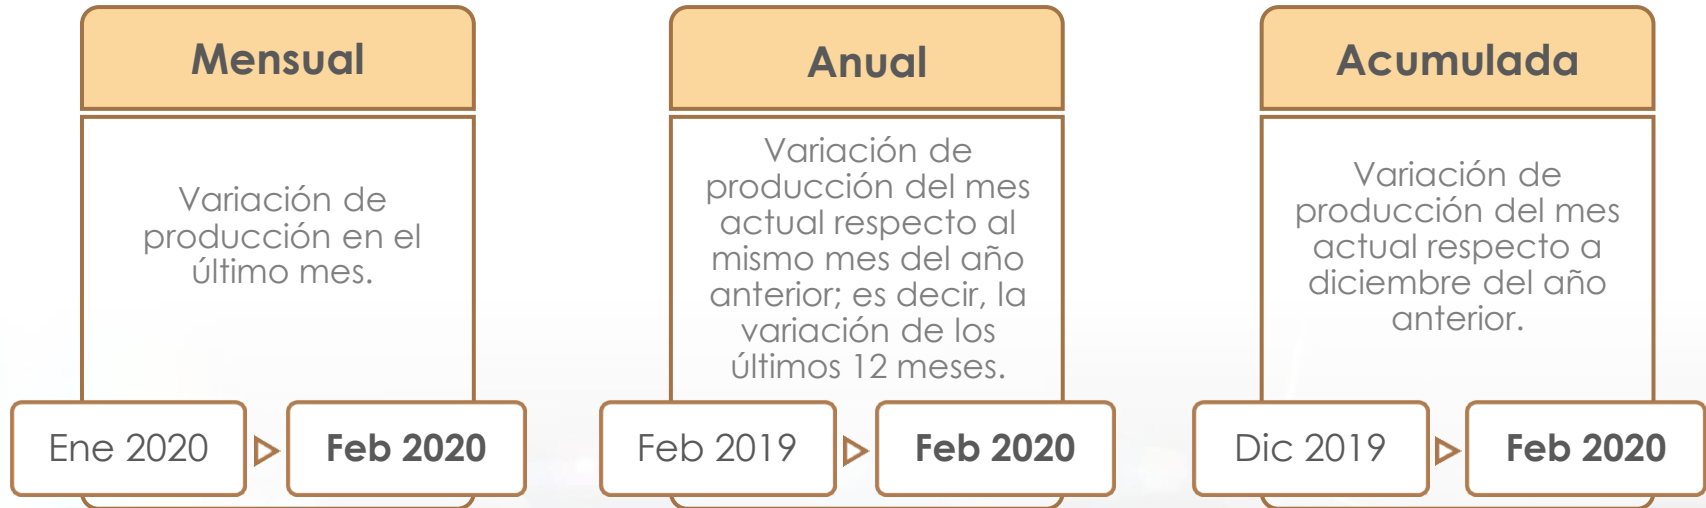 Mensual
Variación de
producción en el
último mes.
Ene 2020
Feb 2020
Anual
Variación de
producción del mes
actual respecto al
mismo mes del año
anterior; es decir, la
variación de los
últimos 12 meses.
Feb 2019
Feb 2020
Acumulada
Variación de
producción del mes
actual respecto a
diciembre del año
anterior.
Dic 2019
Feb 2020